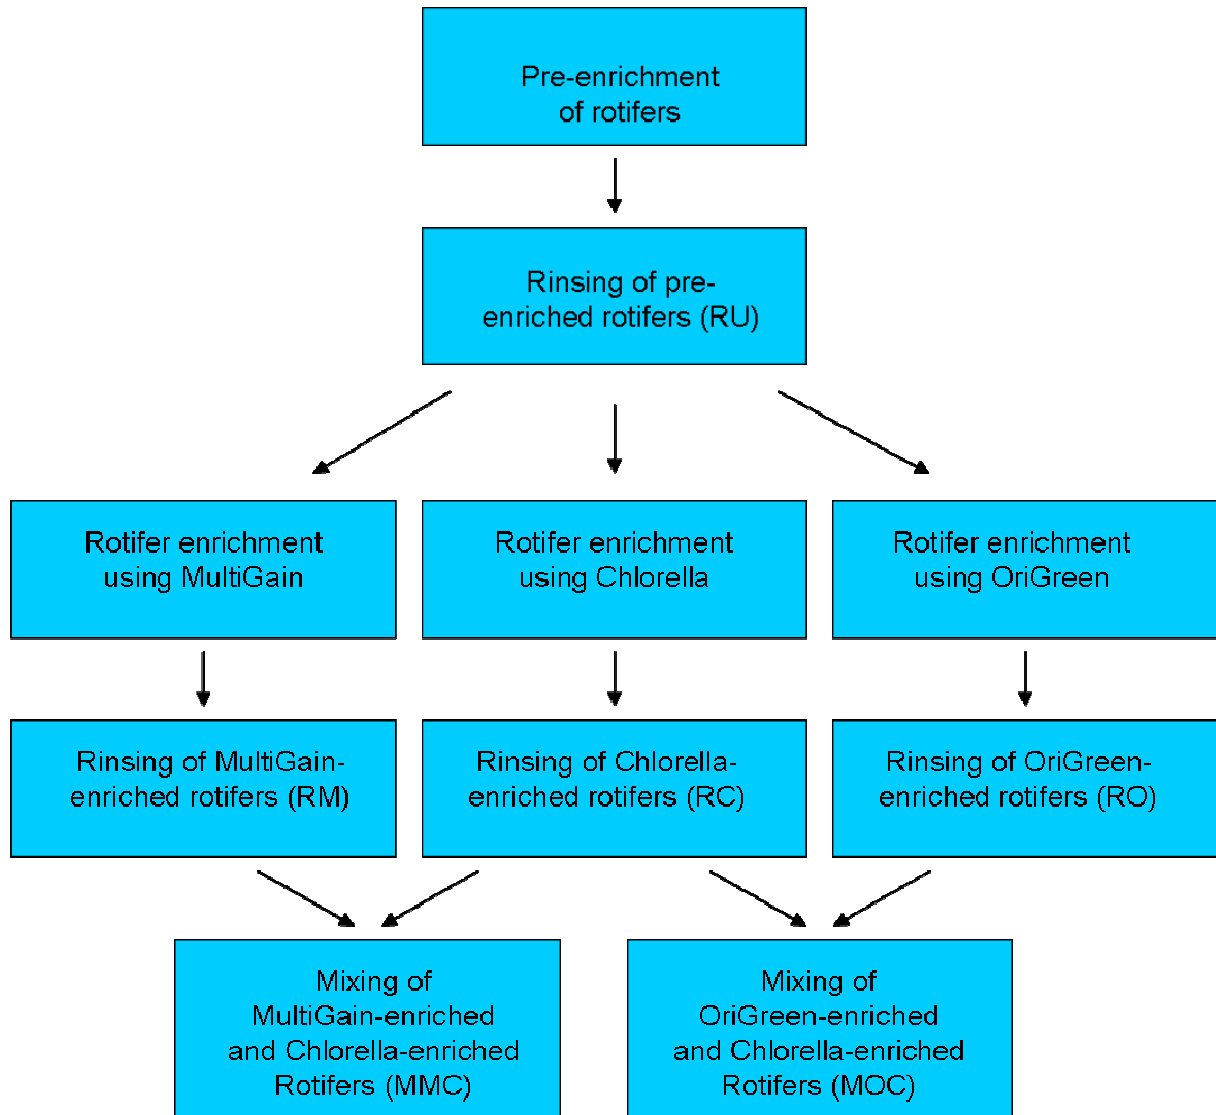 Pre-enrichment
of rotifers
Rinsing of pre-
enriched rotifers (RU)
Rotifer enrichment
using MultiGain
Rotifer enrichment
using Chlorella
Rotifer enrichment
using OriGreen
Rinsing of MultiGain-
enriched rotifers (RM)
Rinsing of Chlorella-
enriched rotifers (RC)
Rinsing of OriGreen-
enriched rotifers (RO)
Mixing of
MultiGain-enriched
and Chlorella-enriched
Rotifers (MMC)
Mixing of
OriGreen-enriched
and Chlorella-enriched
Rotifers (MOC)